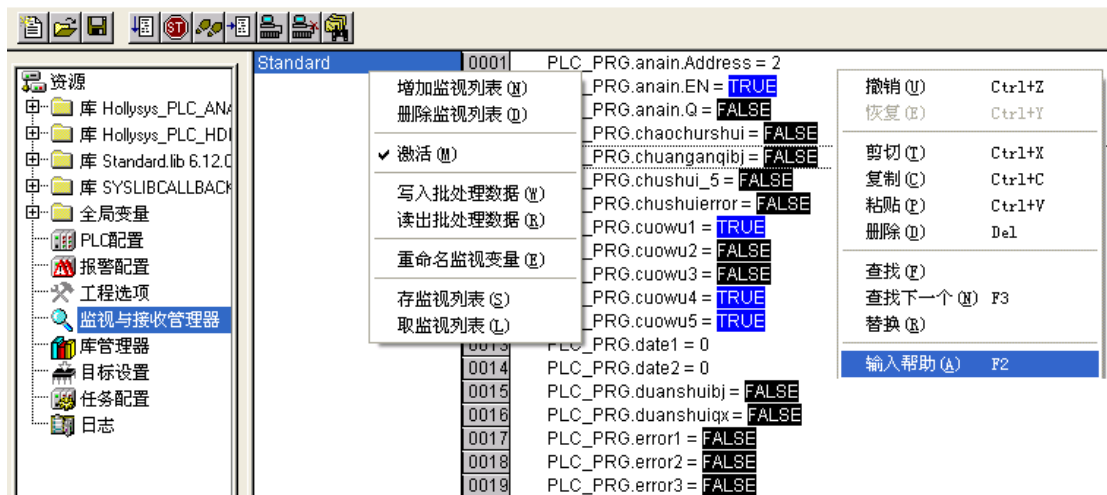 ST
资源
库 Hollysys_PLC_ANA
库 Hollysys_PLC_HDI
库 Standard.lib 6.12.0
库 SYSLIBCALLBACK
全局变量
PLC配置
报警配置
工程选项
监视与接收管理器
库管理器
目标设置
任务配置
日志
Standard
增加监视列表(N)
删除监视列表(D)
激活(M)
写入批处理数据(W)
读出批处理数据(R)
重命名监视变量(E)
存监视列表(S)
取监视列表(L)
0001 PLC_PRG.anain.Address = 2
_PRG.anain.EN = TRUE
_PRG.anain.Q = FALSE
_PRG.chaochurshui = FALSE
_PRG.chuanganqibj = FALSE
_PRG.chushui_5 = FALSE
_PRG.chushuierror = FALSE
_PRG.cuowu1 = TRUE
_PRG.cuowu2 = FALSE
_PRG.cuowu3 = FALSE
_PRG.cuowu4 = TRUE
_PRG.cuowu5 = TRUE
0013 PLC_PRG.date1 = 0
0014 PLC_PRG.date2 = 0
0015 PLC_PRG.duanshuibj = FALSE
0016 PLC_PRG.duanshuiqx = FALSE
0017 PLC_PRG.error1 = FALSE
0018 PLC_PRG.error2 = FALSE
0019 PLC_PRG.error3 = FALSE
撤销(U) Ctrl+Z
恢复(E) Ctrl+Y
剪切(T) Ctrl+X
复制(C) Ctrl+C
粘贴(P) Ctrl+V
删除(D) Del
查找(F)
查找下一个(N) F3
替换(R)
输入帮助(A) F2